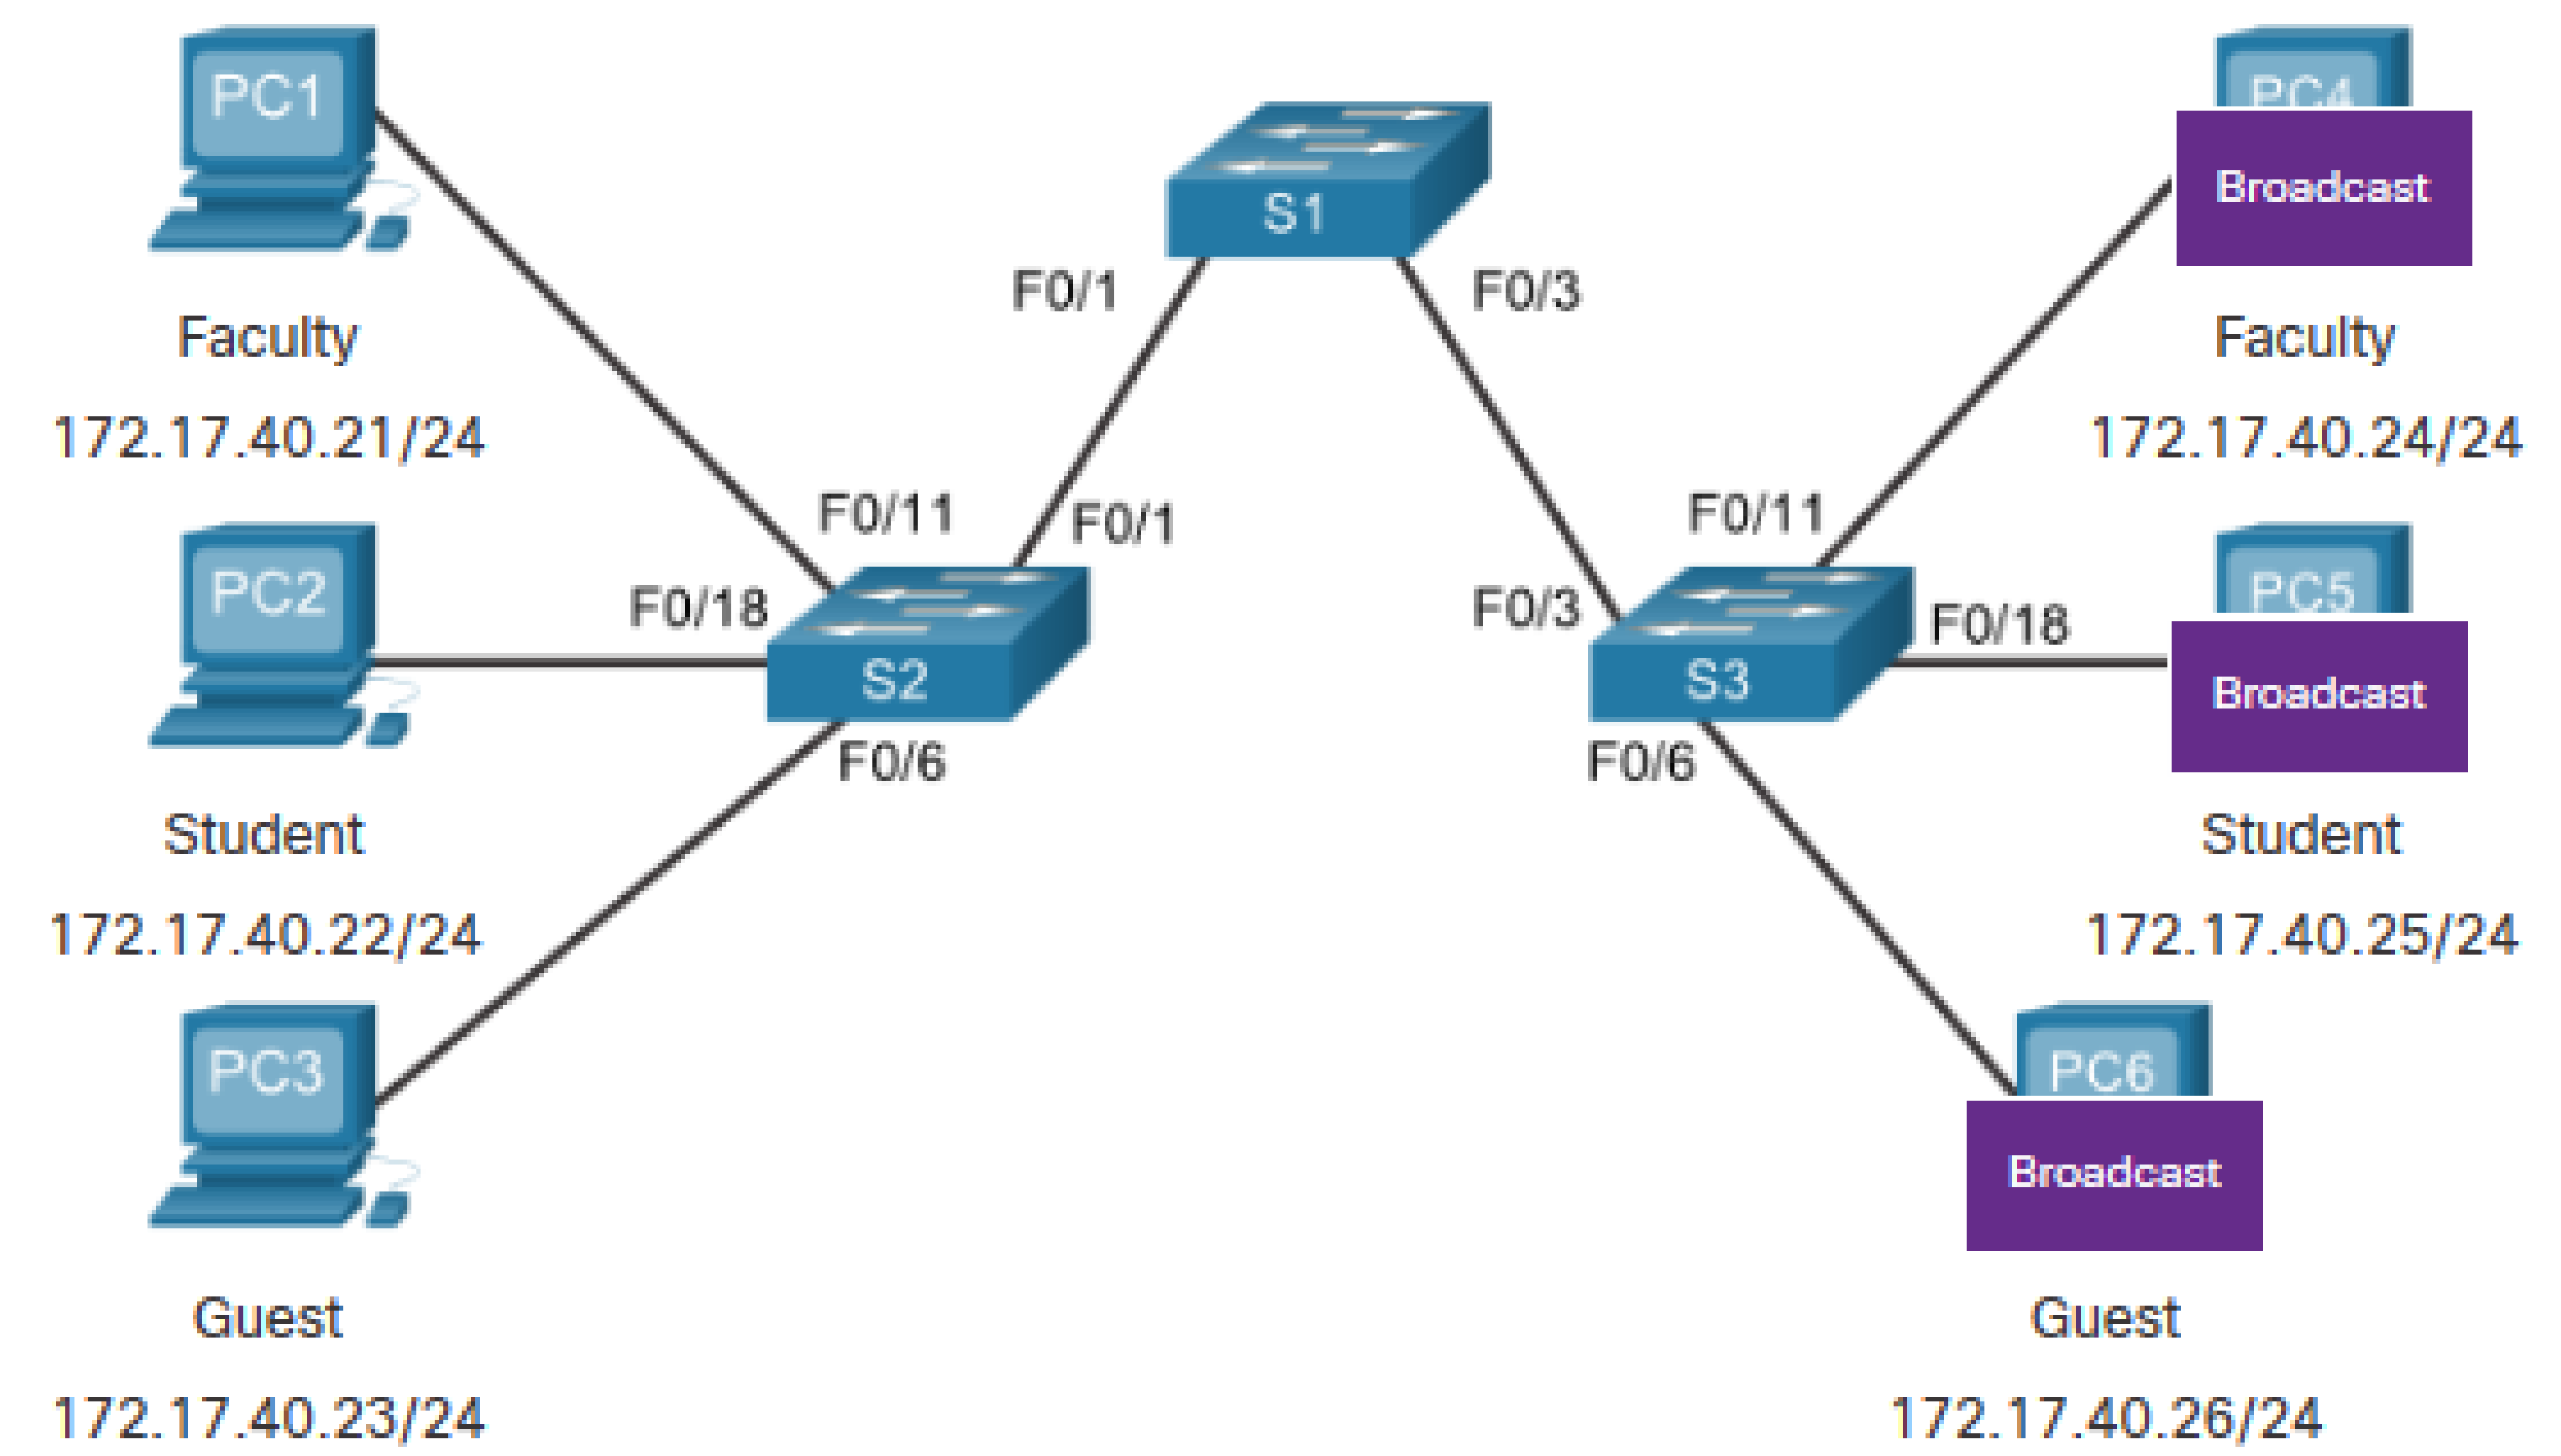 PC1
Faculty
172.17.40.21/24
PC2
Student
172.17.40.22/24
PC3
Guest
172.17.40.23/24
S1
F0/1
F0/3
F0/11
F0/1
F0/18
S2
F0/6
F0/3
F0/11
F0/18
S3
F0/6
PC4
Broadcast
Faculty
172.17.40.24/24
PC5
Broadcast
Student
172.17.40.25/24
PC6
Broadcast
Guest
172.17.40.26/24